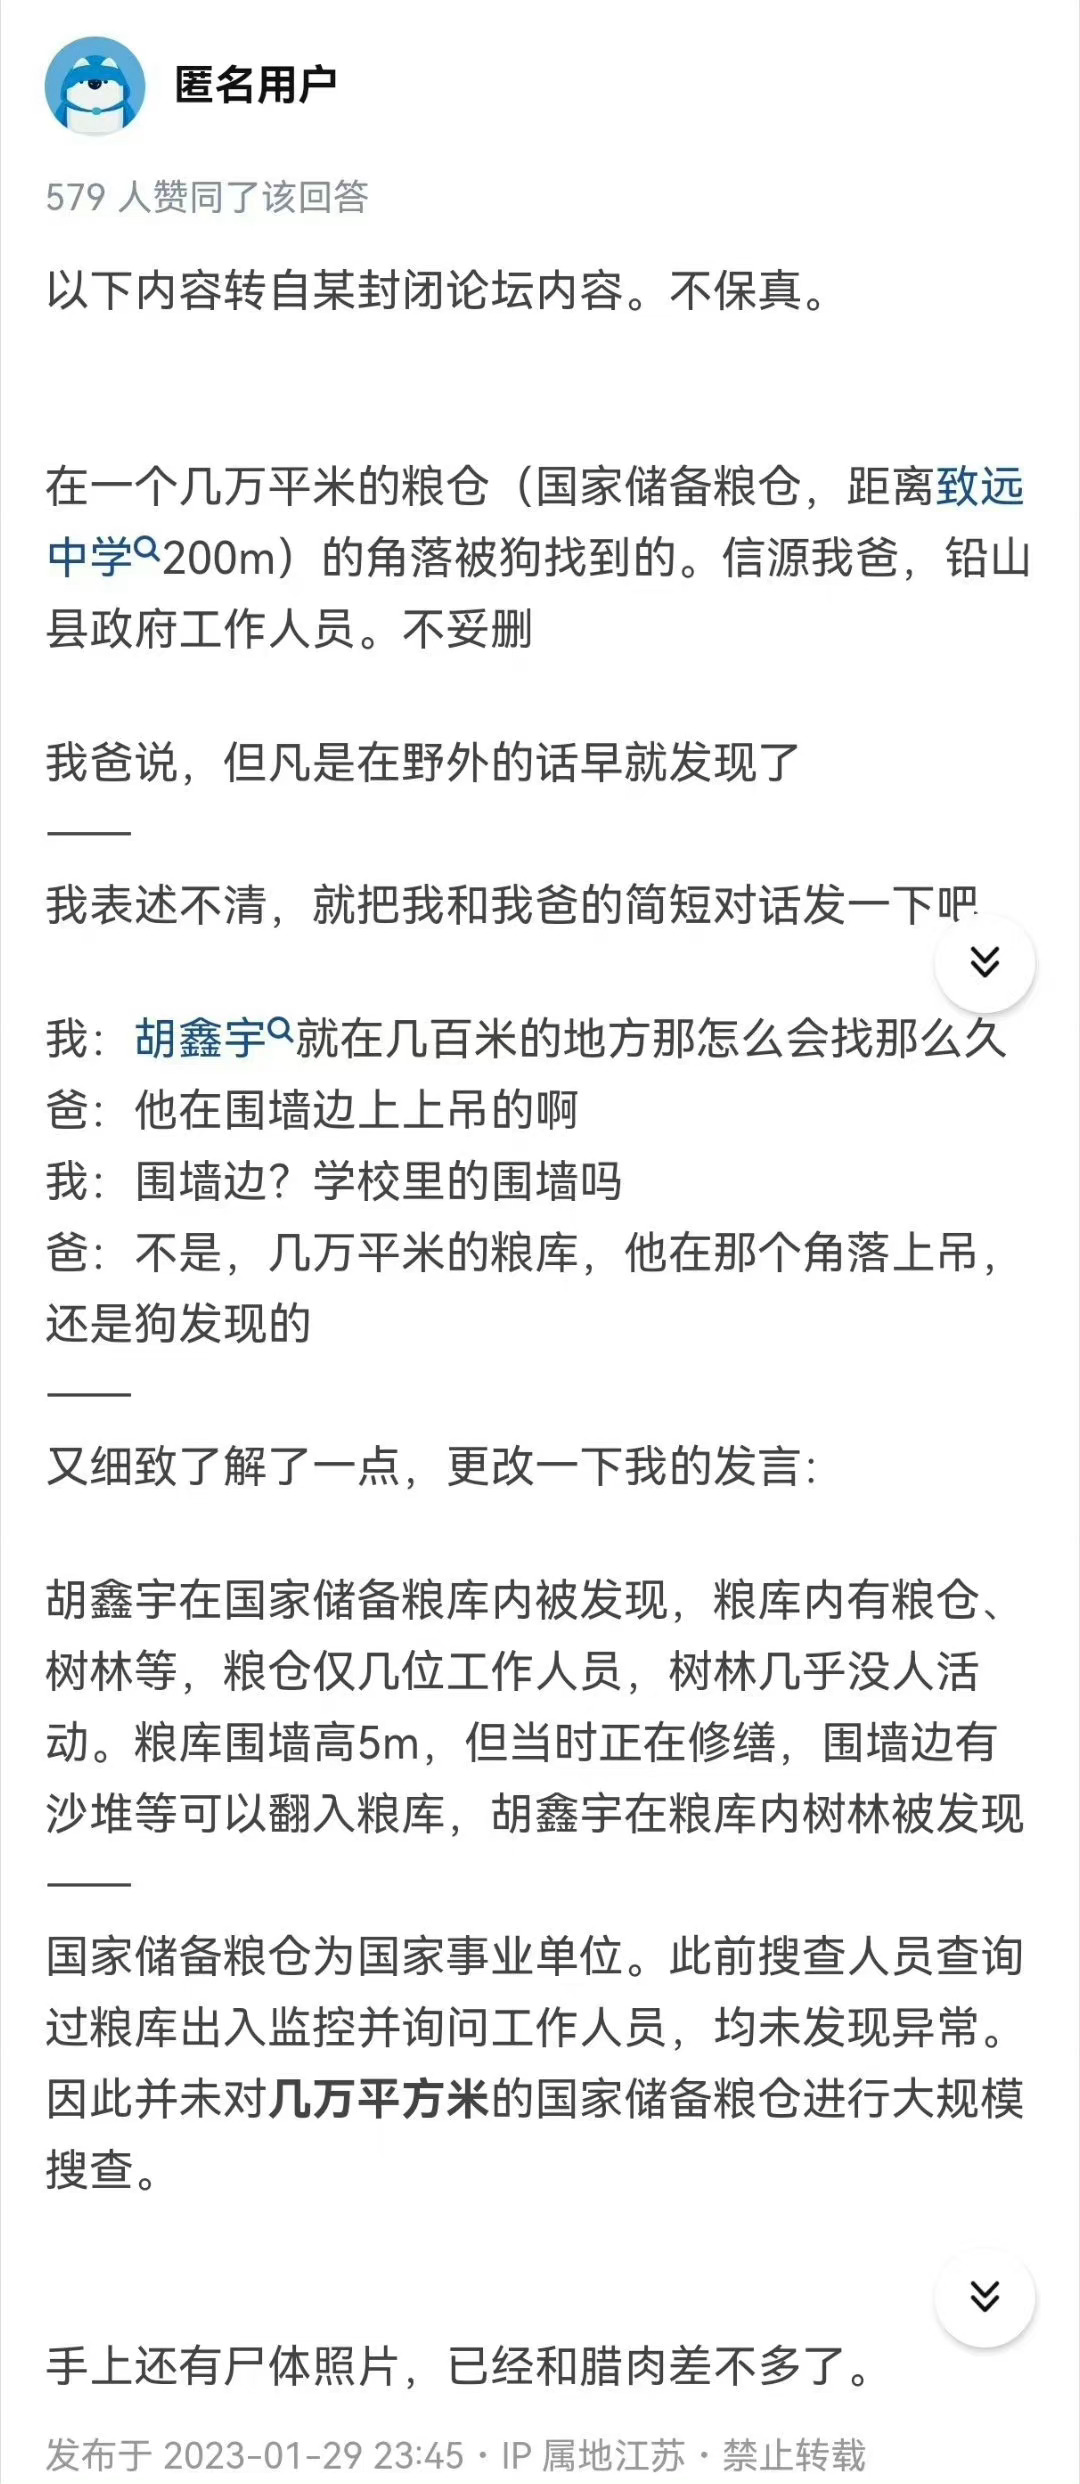 匿名用户
579 人赞同了该回答
以下内容转自某封闭论坛内容。不保真。
在一个几万平米的粮仓（国家储备粮仓，距离致远
中学200m）的角落被狗找到的。信源我爸，铅山
县政府工作人员。不妥删
我爸说，但凡是在野外的话早就发现了
——
我表述不清，就把我和我爸的简短对话发一下吧
我：胡鑫宇就在几百米的地方那怎么会找那么久
爸：他在围墙边上上吊的啊
我：围墙边？学校里的围墙吗
爸：不是，几万平米的粮库，他在那个角落上吊，
还是狗发现的
——
又细致了解了一点，更改一下我的发言：
胡鑫宇在国家储备粮库内被发现，粮库内有粮仓、
树林等，粮仓仅几位工作人员，树林几乎没人活
动。粮库围墙高5m，但当时正在修缮，围墙边有
沙堆等可以翻入粮库，胡鑫宇在粮库内树林被发现
——
国家储备粮仓为国家事业单位。此前搜查人员查询
过粮库出入监控并询问工作人员，均未发现异常。
因此并未对几万平方米的国家储备粮仓进行大规模
搜查。
手上还有尸体照片，已经和腊肉差不多了。
发布于 2023-01-29 23:45 · IP 属地江苏 · 禁止转载